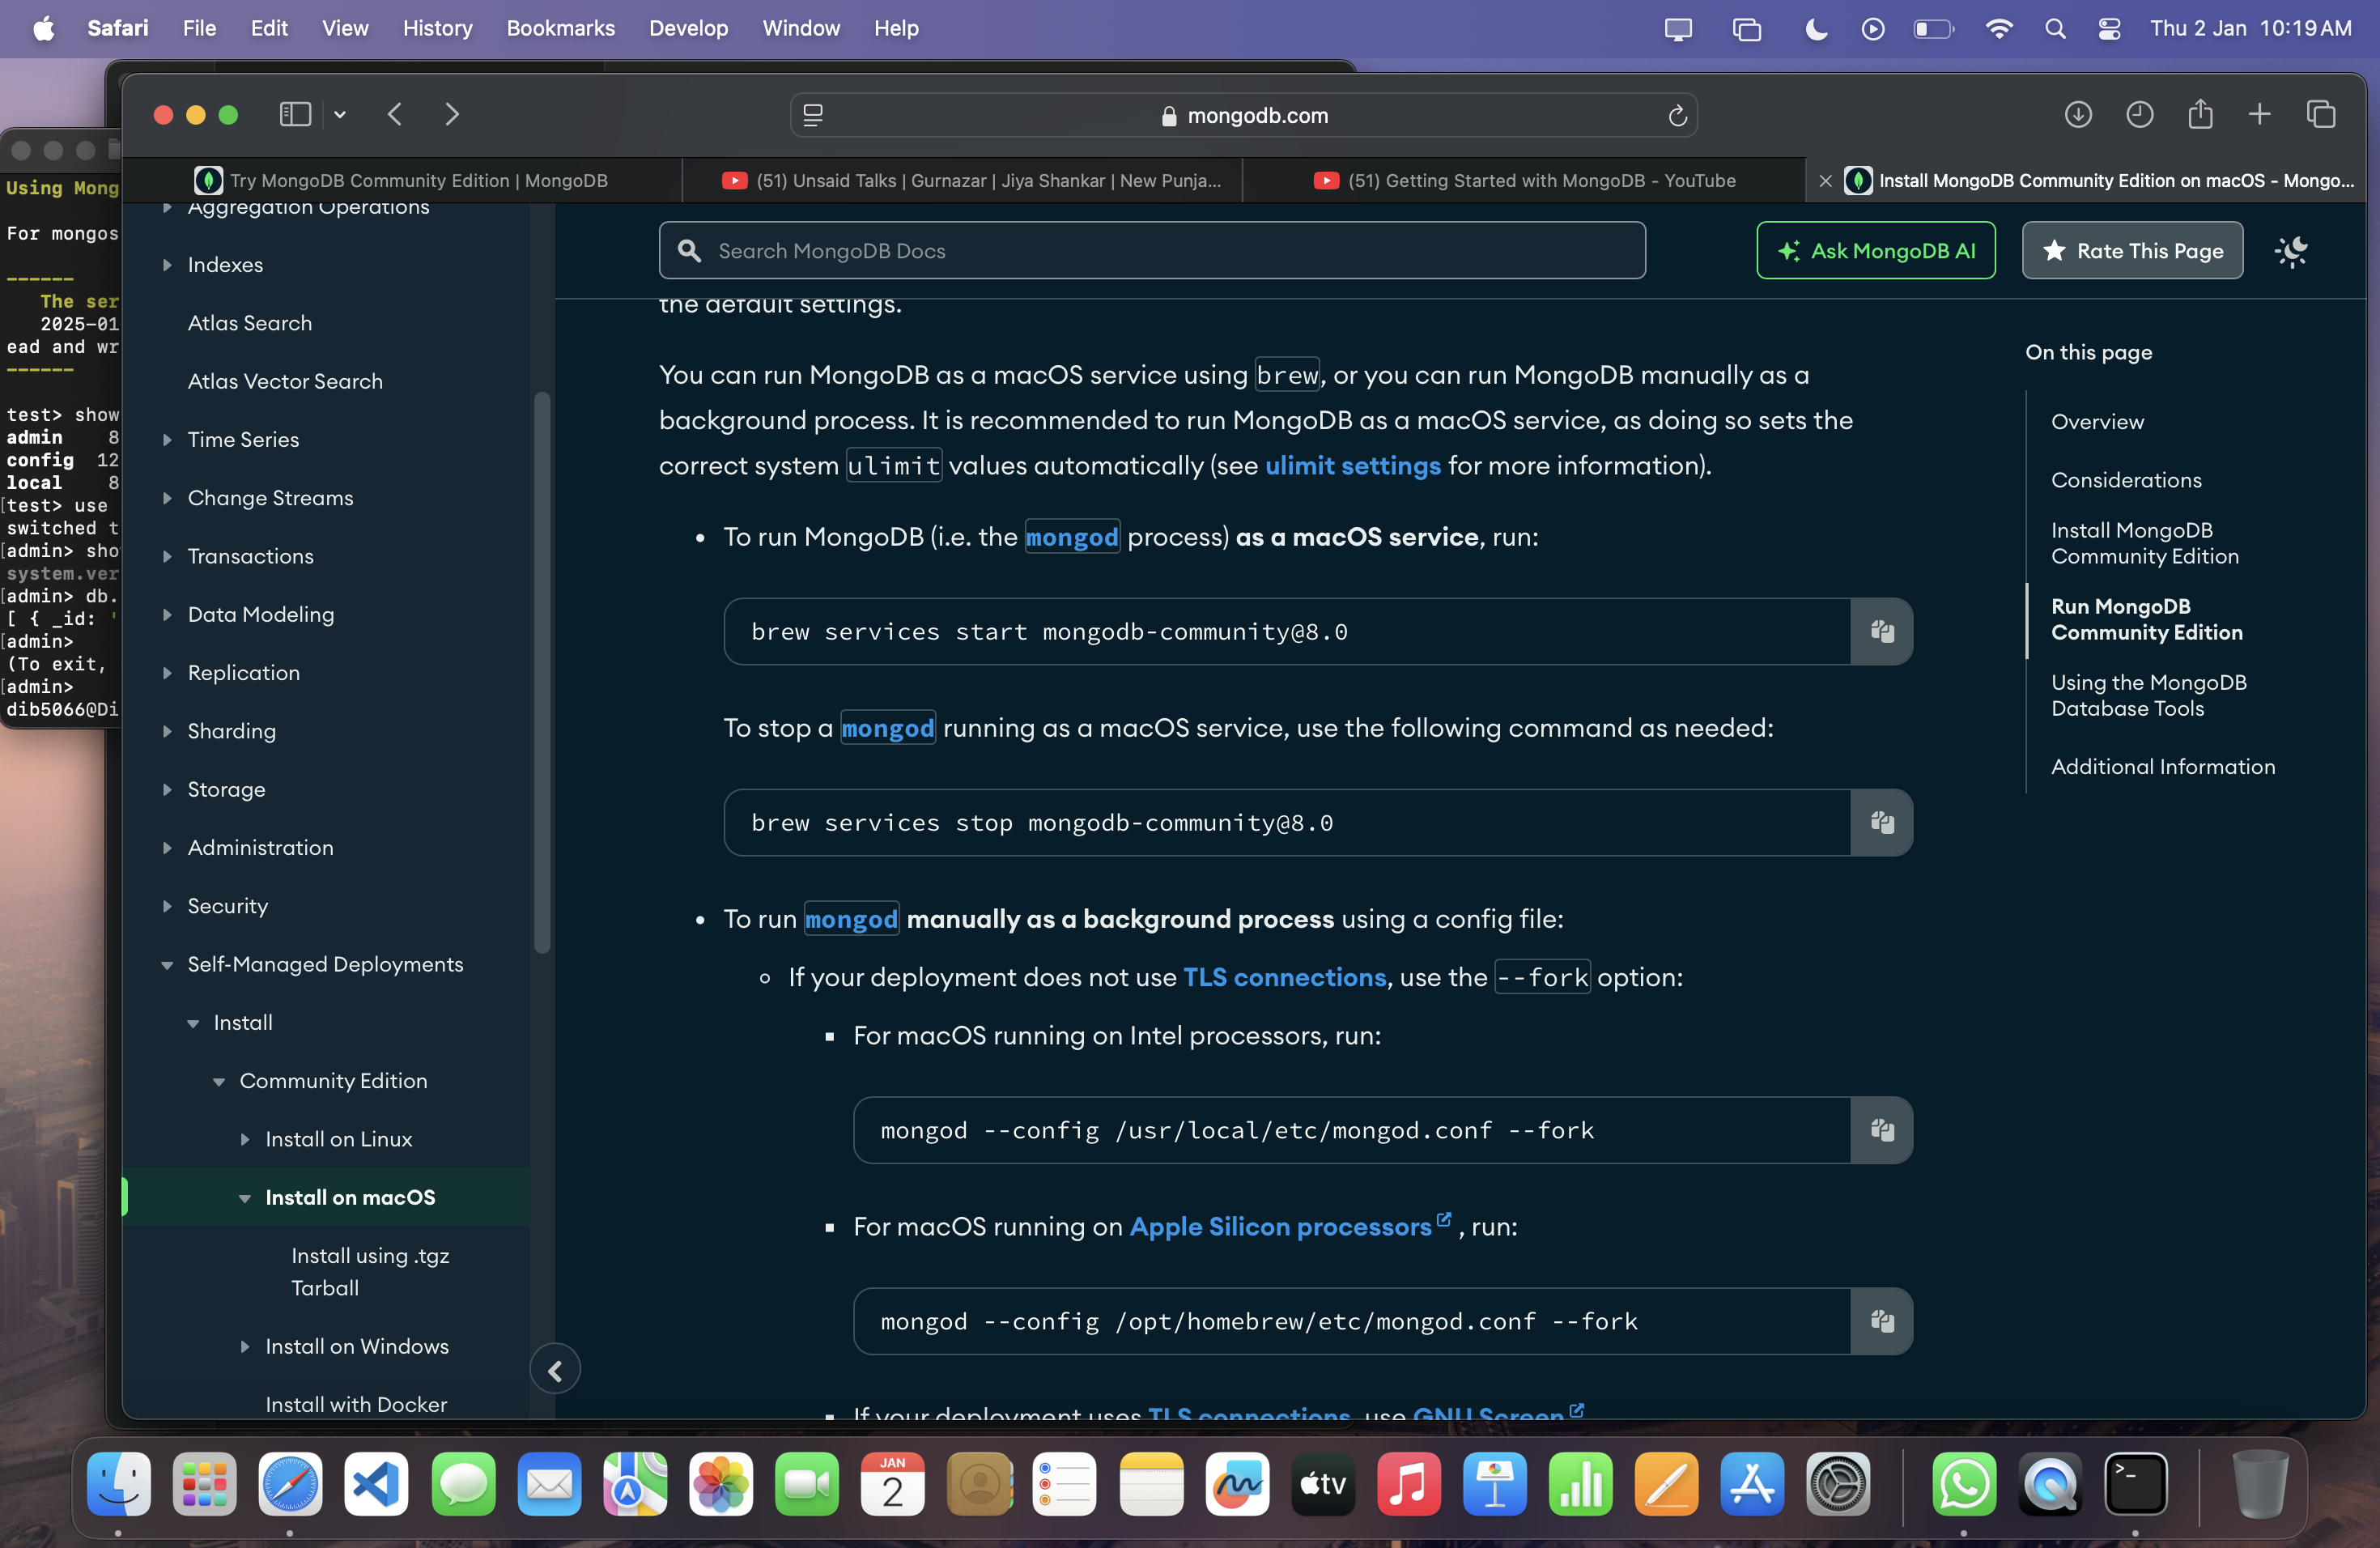 Safari File Edit View History Bookmarks Develop Window Help Thu 2 Jan 10:19 AM
mongodb.com
Try MongoDB Community Edition | MongoDB
(51) Unsaid Talks | Gurnazar | Jiya Shankar | New Punja...
(51) Getting Started with MongoDB - YouTube
Install MongoDB Community Edition on macOS - Mongo...
Using Mong
For mongos
------
The ser
2025-01
ead and wr
------
test> show
admin 8
config 12
local 8
[test> use
switched t
[admin> sho
system.ver
[admin> db.
[ { _id: '
[admin>
(To exit,
[admin>
dib5066@Di
Aggregation Operations
Indexes
Atlas Search
Atlas Vector Search
Time Series
Change Streams
Transactions
Data Modeling
Replication
Sharding
Storage
Administration
Security
Self-Managed Deployments
Install
Community Edition
Install on Linux
Install on macOS
Install using .tgz
Tarball
Install on Windows
Install with Docker
Search MongoDB Docs
Ask MongoDB AI
Rate This Page
the default settings.
You can run MongoDB as a macOS service using brew, or you can run MongoDB manually as a
background process. It is recommended to run MongoDB as a macOS service, as doing so sets the
correct system ulimit values automatically (see ulimit settings for more information).
• To run MongoDB (i.e. the mongod process) as a macOS service, run:
brew services start mongodb-community@8.0
To stop a mongod running as a macOS service, use the following command as needed:
brew services stop mongodb-community@8.0
• To run mongod manually as a background process using a config file:
If your deployment does not use TLS connections, use the --fork option:
For macOS running on Intel processors, run:
mongod --config /usr/local/etc/mongod.conf --fork
For macOS running on Apple Silicon processors , run:
mongod --config /opt/homebrew/etc/mongod.conf --fork
If your deployment uses TLS connections, use GNU Screen
On this page
Overview
Considerations
Install MongoDB
Community Edition
Run MongoDB
Community Edition
Using the MongoDB
Database Tools
Additional Information
JAN
2
tv
>_